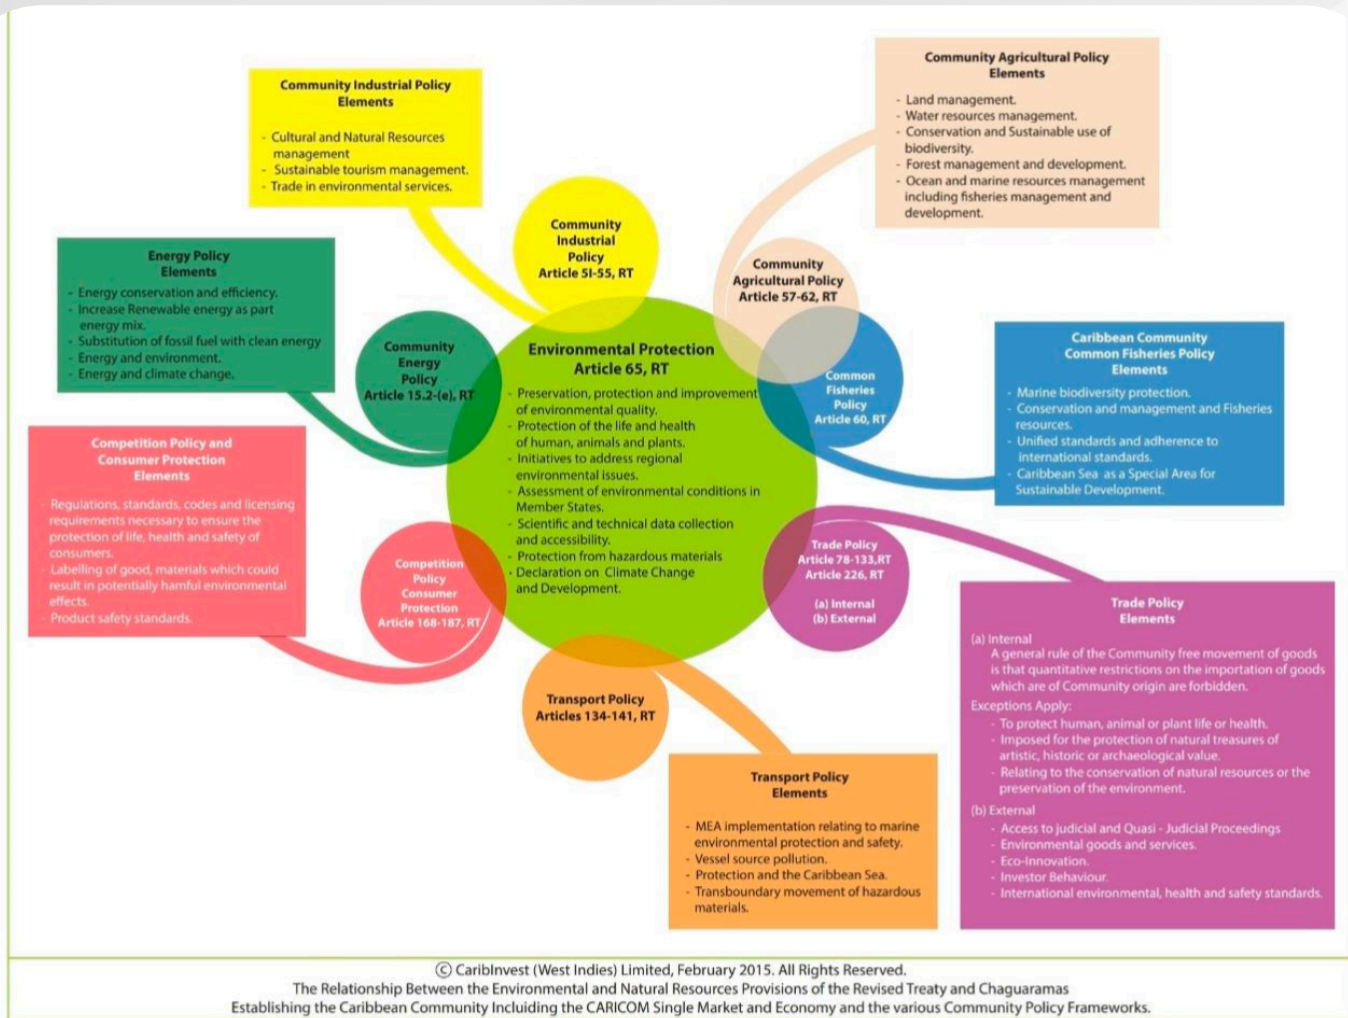 Community Industrial Policy
Elements
- Cultural and Natural Resources
management
- Sustainable tourism management.
- Trade in environmental services.
Community Agricultural Policy
Elements
- Land management.
- Water resources management.
- Conservation and Sustainable use of
biodiversity.
- Forest management and development.
- Ocean and marine resources management
including fisheries management and
development.
Community
Industrial
Policy
Article 5I-55, RT
Energy Policy
Elements
- Energy conservation and efficiency.
- Increase Renewable energy as part
energy mix.
- Substitution of fossil fuel with clean energy
- Energy and environment.
- Energy and climate change.
Community
Agricultural Policy
Article 57-62, RT
Community
Energy
Policy
Article 15.2-(e), RT
Environmental Protection
Article 65, RT
- Preservation, protection and improvement
of environmental quality.
- Protection of the life and health
of human, animals and plants.
- Initiatives to address regional
environmental issues.
- Assessment of environmental conditions in
Member States.
- Scientific and technical data collection
and accessibility.
- Protection from hazardous materials
- Declaration on Climate Change
and Development.
Common
Fisheries
Policy
Article 60, RT
Caribbean Community
Common Fisheries Policy
Elements
- Marine biodiversity protection.
- Conservation and management and Fisheries
resources.
- Unified standards and adherence to
international standards.
- Caribbean Sea as a Special Area for
Sustainable Development.
Competition Policy and
Consumer Protection
Elements
- Regulations, standards, codes and licensing
requirements necessary to ensure the
protection of life, health and safety of
consumers.
- Labelling of good, materials which could
result in potentially harmful environmental
effects.
- Product safety standards.
Competition
Policy
Consumer
Protection
Article 168-187, RT
Trade Policy
Article 78-133,RT
Article 226, RT
(a) Internal
(b) External
Transport Policy
Articles 134-141, RT
Trade Policy
Elements
(a) Internal
A general rule of the Community free movement of goods
is that quantitative restrictions on the importation of goods
which are of Community origin are forbidden.
Exceptions Apply:
- To protect human, animal or plant life or health.
- Imposed for the protection of natural treasures of
artistic, historic or archaeological value.
- Relating to the conservation of natural resources or the
preservation of the environment.
(b) External
- Access to judicial and Quasi - Judicial Proceedings
- Environmental goods and services.
- Eco-Innovation.
- Investor Behaviour.
- International environmental, health and safety standards.
Transport Policy
Elements
- MEA implementation relating to marine
environmental protection and safety.
- Vessel source pollution.
- Protection and the Caribbean Sea.
- Transboundary movement of hazardous
materials.
© CaribInvest (West Indies) Limited, February 2015. All Rights Reserved.
The Relationship Between the Environmental and Natural Resources Provisions of the Revised Treaty and Chaguaramas
Establishing the Caribbean Community Incluiding the CARICOM Single Market and Economy and the various Community Policy Frameworks.